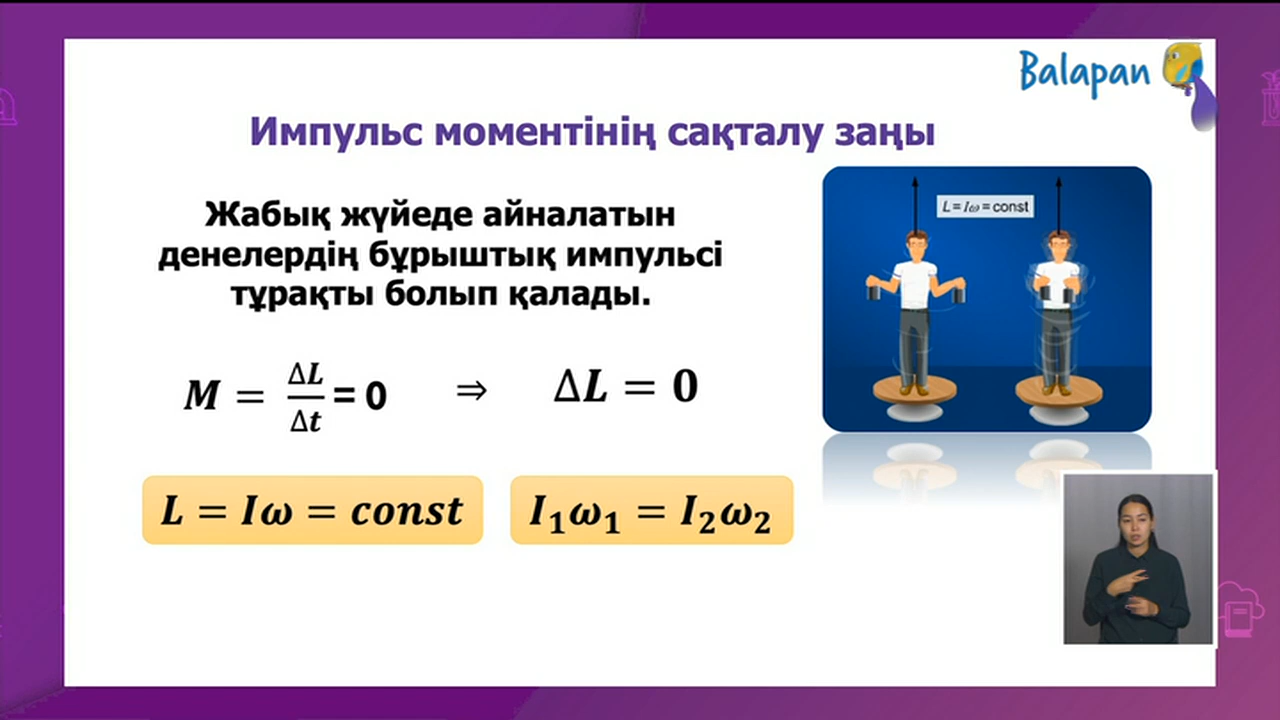 Balapan
Импульс моментінің сақталу заңы
Жабық жүйеде айналатын
денелердің бұрыштық импульсі
тұрақты болып қалады.
L = Iω = const
M = ΔL/Δt = 0 ⇒ ΔL = 0
L = Iω = const
I₁ω₁ = I₂ω₂